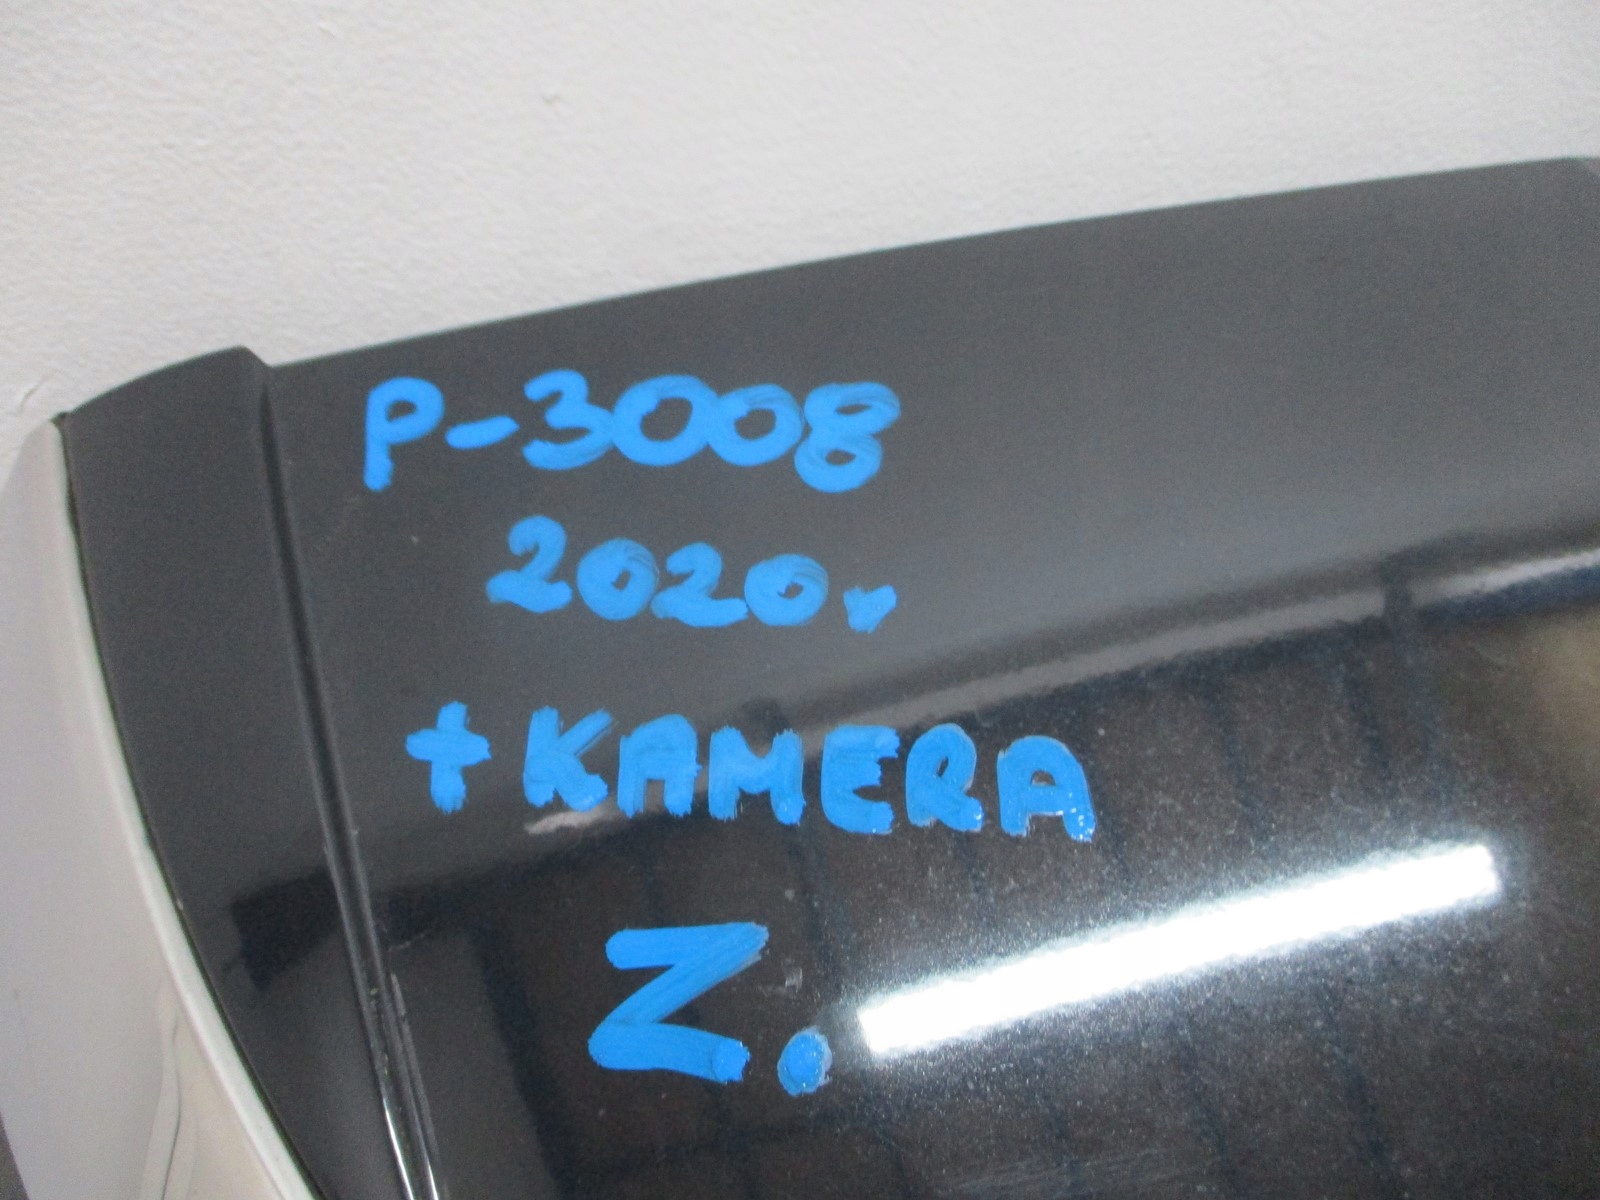 P-3008
2020r
+KAMERA
Z.